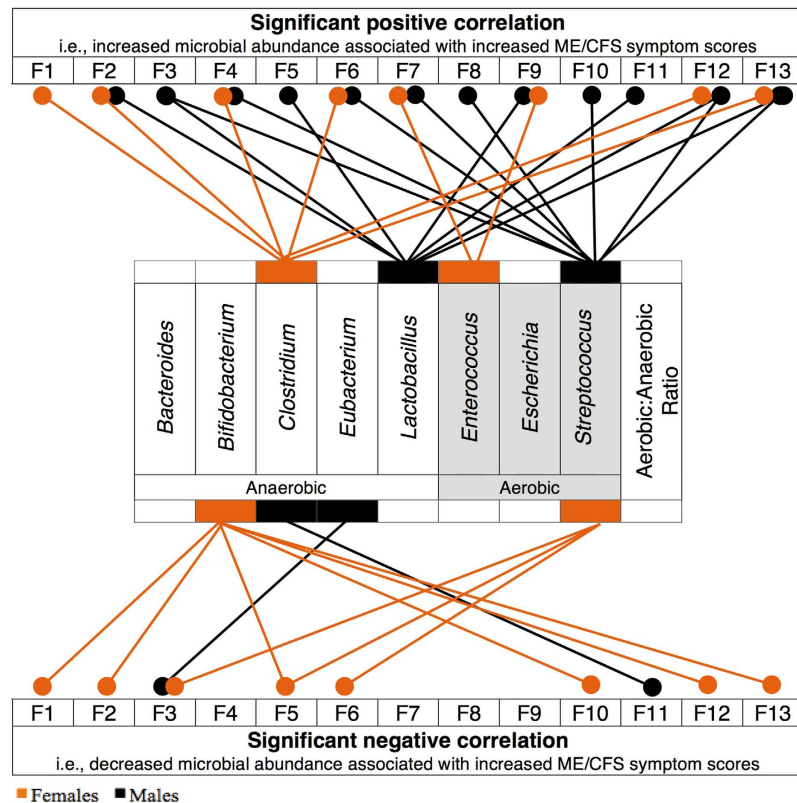 Significant positive correlation
i.e., increased microbial abundance associated with increased ME/CFS symptom scores
F1 F2 F3 F4 F5 F6 F7 F8 F9 F10 F11 F12 F13
Bacteroides
Bifidobacterium
Clostridium
Eubacterium
Lactobacillus
Enterococcus
Escherichia
Streptococcus
Aerobic:Anaerobic
Ratio
Anaerobic Aerobic
F1 F2 F3 F4 F5 F6 F7 F8 F9 F10 F11 F12 F13
Significant negative correlation
i.e., decreased microbial abundance associated with increased ME/CFS symptom scores
Females Males